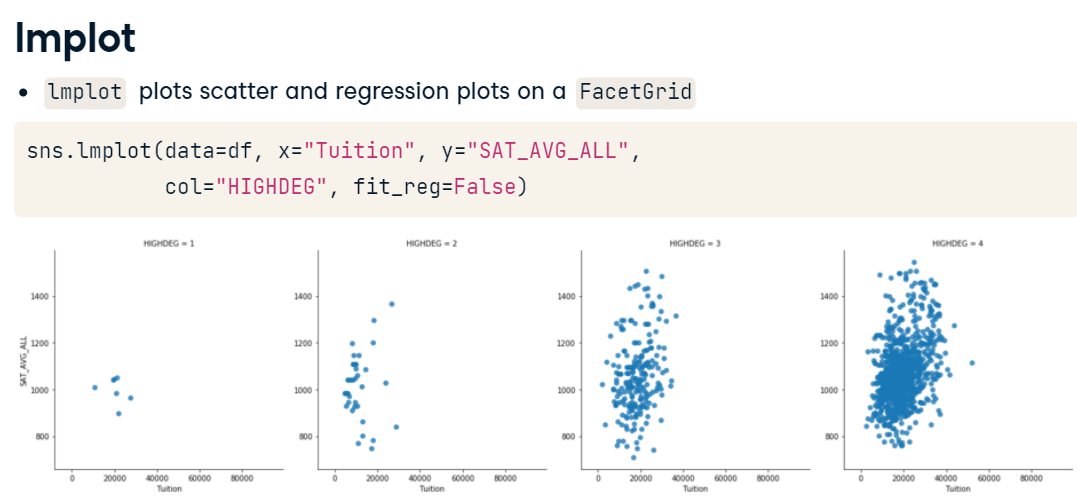 lmplot
• lmplot plots scatter and regression plots on a FacetGrid
sns.lmplot(data=df, x="Tuition", y="SAT_AVG_ALL",
col="HIGHDEG", fit_reg=False)
HIGHDEG = 1
HIGHDEG = 2
HIGHDEG = 3
HIGHDEG = 4
SAT_AVG_ALL
1400
1200
1000
800
0 20000 40000 60000 80000
Tuition
1400
1200
1000
800
0 20000 40000 60000 80000
Tuition
1400
1200
1000
800
0 20000 40000 60000 80000
Tuition
1400
1200
1000
800
0 20000 40000 60000 80000
Tuition